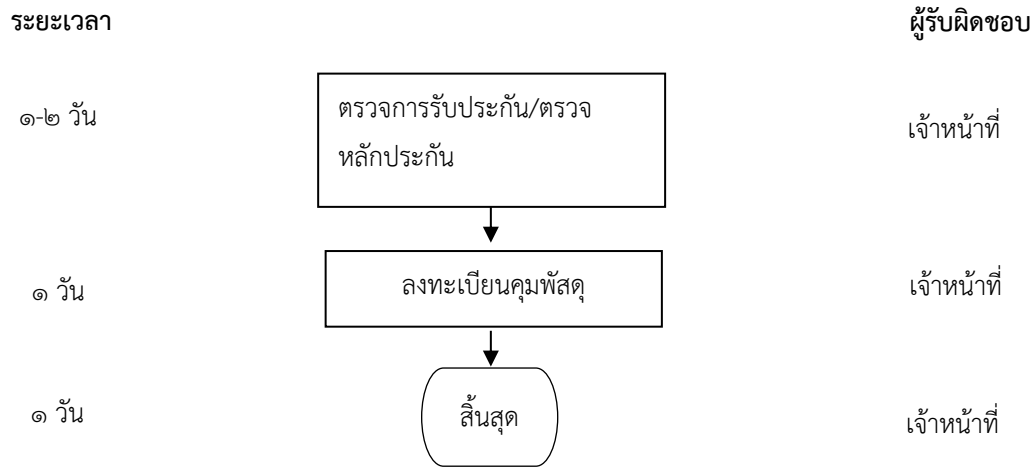 ระยะเวลา ผู้รับผิดชอบ
๑-๒ วัน ตรวจการรับประกัน/ตรวจ เจ้าหน้าที่
หลักประกัน
๑ วัน ลงทะเบียนคุมพัสดุ เจ้าหน้าที่
๑ วัน สิ้นสุด เจ้าหน้าที่